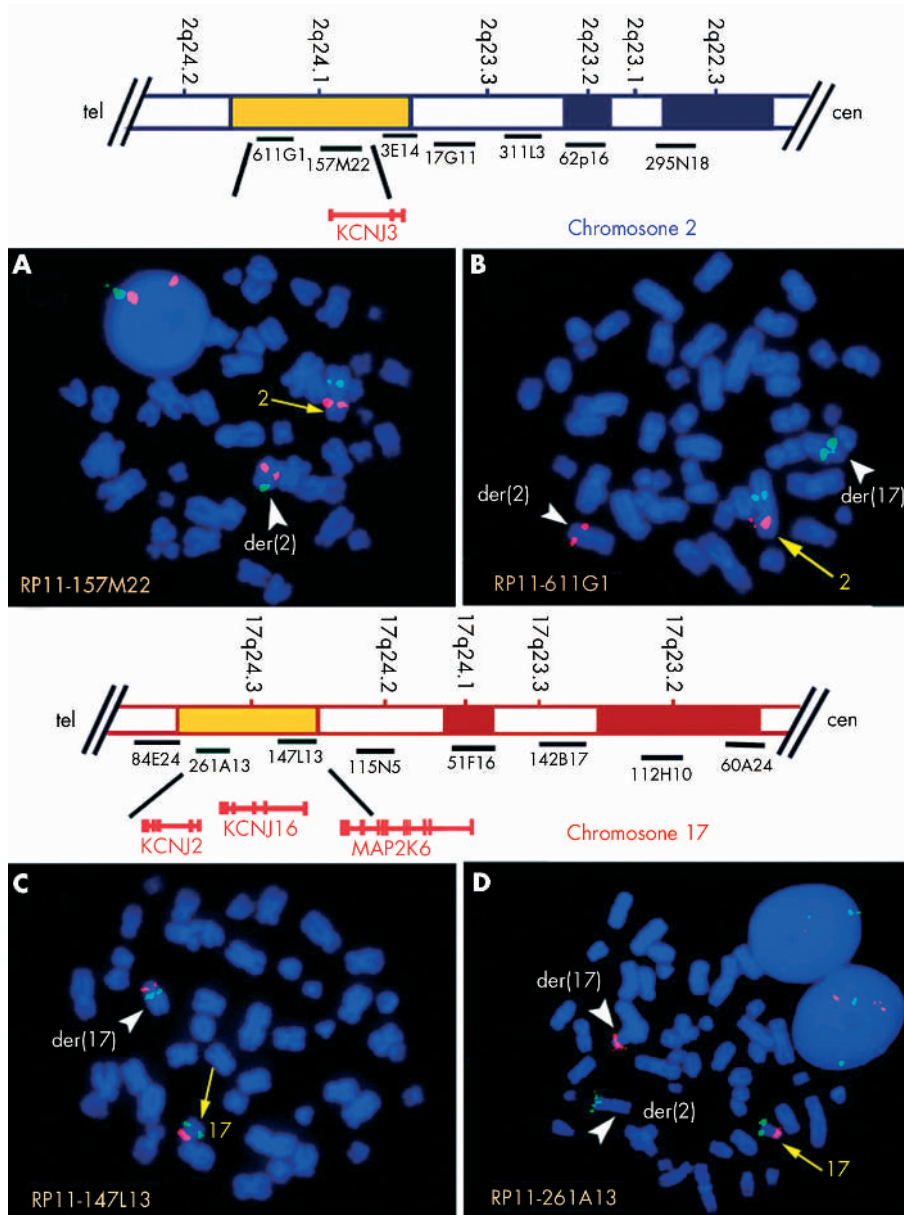 2q24.2
2q24.1
2q23.3
2q23.2
2q23.1
2q22.3
tel
cen
611G1
157M22
3E14
17G11
311L3
62p16
295N18
KCNJ3
Chromosone 2
A
2
der(2)
RP11-157M22
B
der(17)
der(2)
2
RP11-611G1
17q24.3
17q24.2
17q24.1
17q23.3
17q23.2
tel
cen
84E24
261A13
147L13
115N5
51F16
142B17
112H10
60A24
KCNJ2
KCNJ16
MAP2K6
Chromosone 17
C
der(17)
17
RP11-147L13
D
der(17)
der(2)
17
RP11-261A13